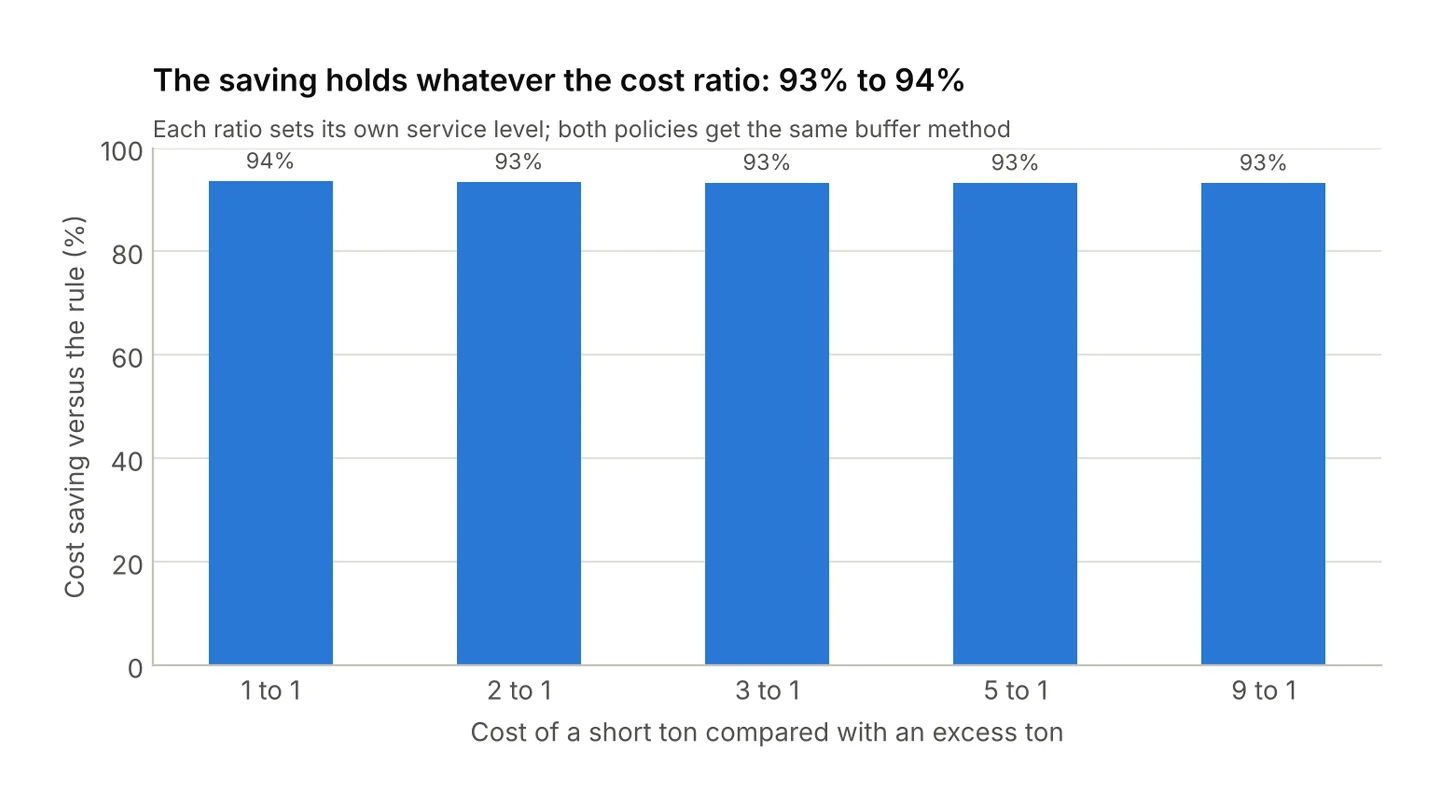 The saving holds whatever the cost ratio: 93% to 94%
Each ratio sets its own service level; both policies get the same buffer method
Cost saving versus the rule (%)
100
80
60
40
20
0
94%
93%
93%
93%
93%
1 to 1
2 to 1
3 to 1
5 to 1
9 to 1
Cost of a short ton compared with an excess ton